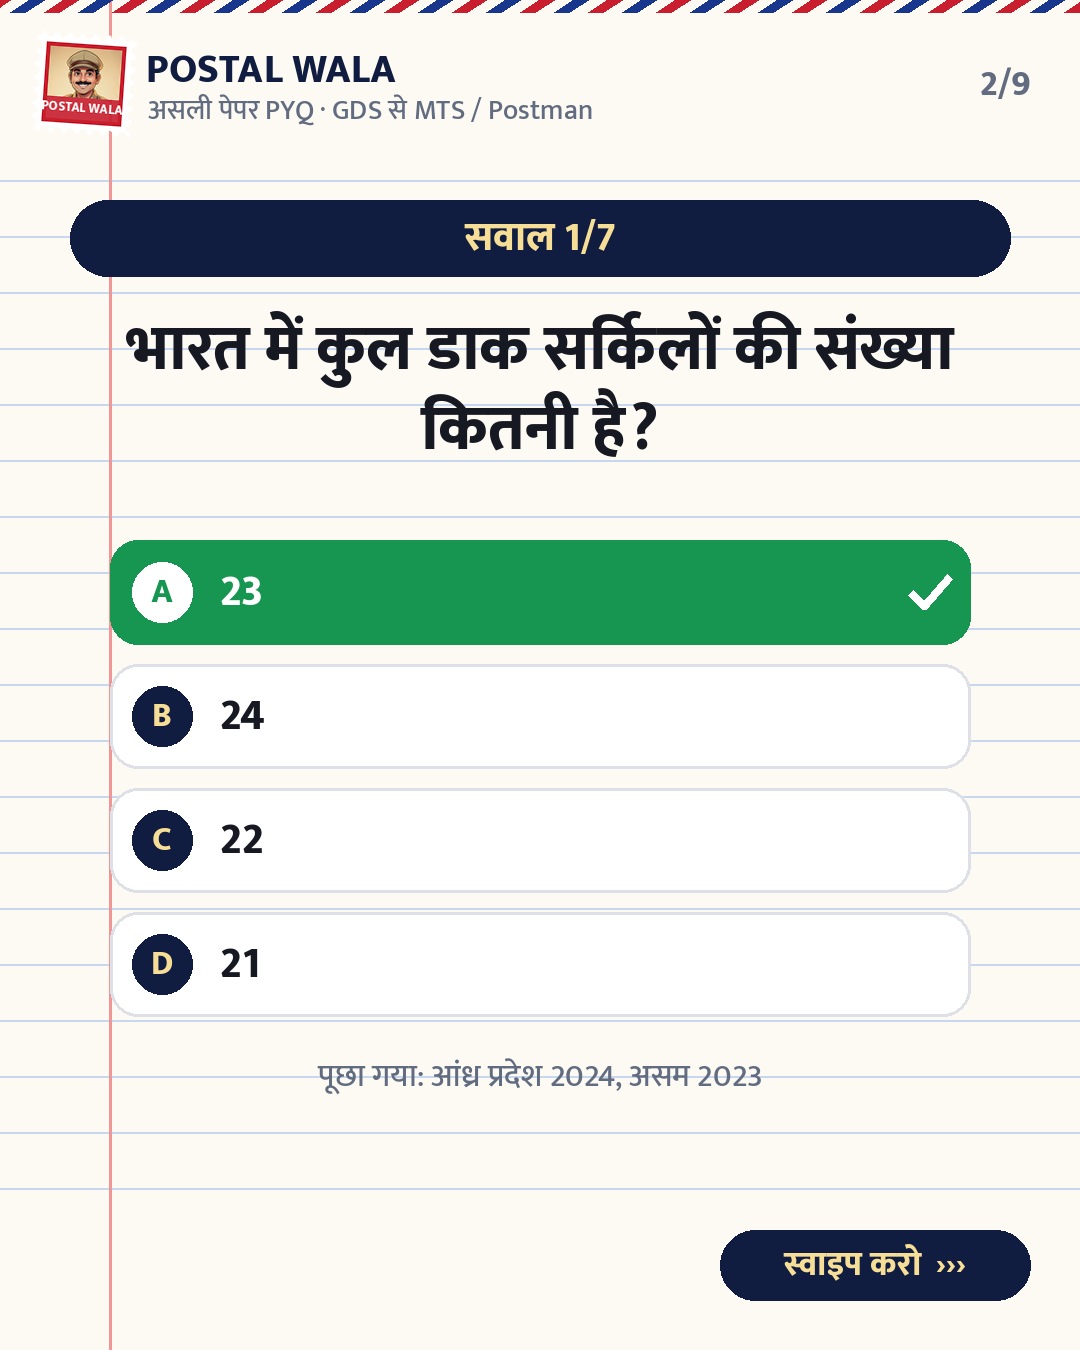 POSTAL WALA
POSTAL WALA
असली पेपर PYQ · GDS से MTS / Postman
2/9
सवाल 1/7
भारत में कुल डाक सर्किलों की संख्या
कितनी है?
A 23
B 24
C 22
D 21
पूछा गया: आंध्र प्रदेश 2024, असम 2023
स्वाइप करो ›››